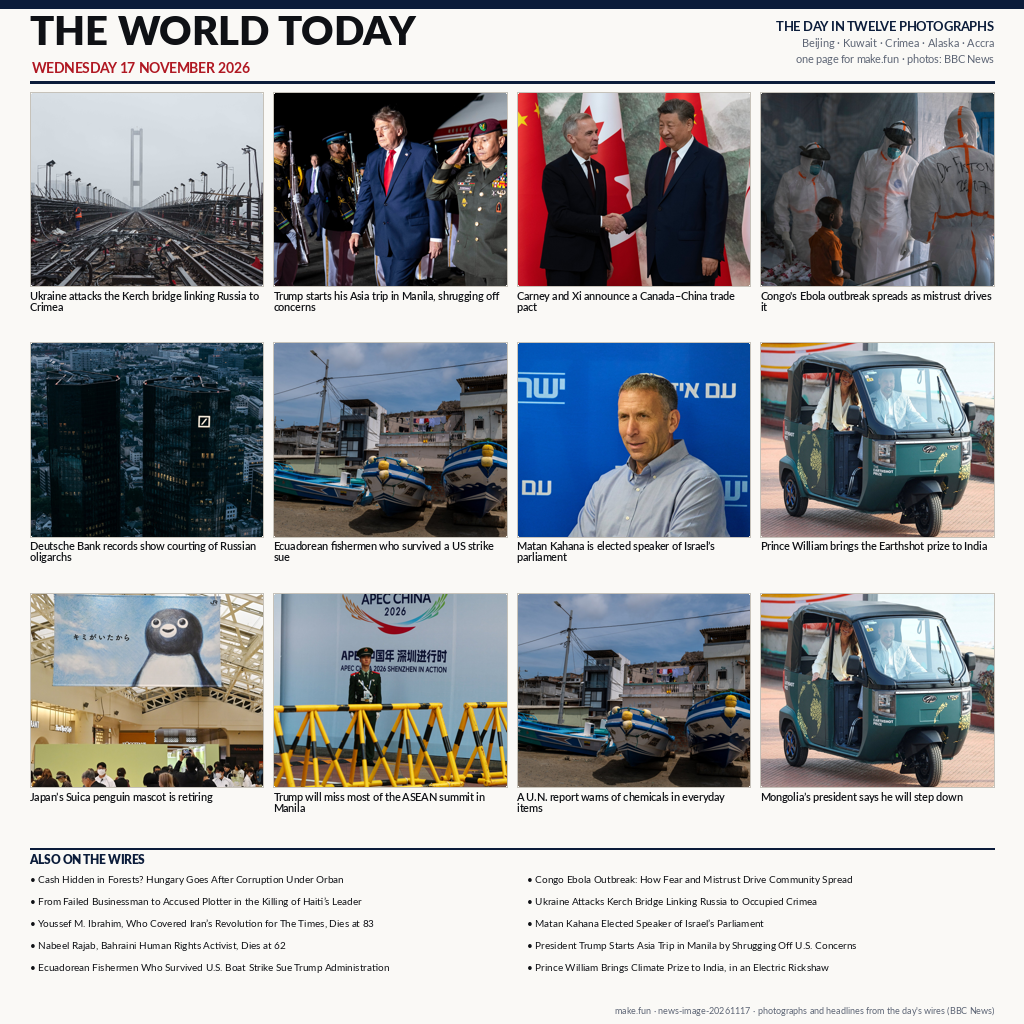 THE WORLD TODAY
WEDNESDAY 17 NOVEMBER 2026
THE DAY IN TWELVE PHOTOGRAPHS
Beijing · Kuwait · Crimea · Alaska · Accra
one page for make.fun · photos: BBC News
Ukraine attacks the Kerch bridge linking Russia to
Crimea
Trump starts his Asia trip in Manila, shrugging off
concerns
Carney and Xi announce a Canada–China trade
pact
Congo's Ebola outbreak spreads as mistrust drives
it
ישר
עם
Deutsche Bank records show courting of Russian
oligarchs
Ecuadorean fishermen who survived a US strike
sue
Matan Kahana is elected speaker of Israel's
parliament
Prince William brings the Earthshot prize to India
キミがいたから
APEC CHINA
2026
深圳进行时
2026 SHENZHEN IN ACTION
Japan's Suica penguin mascot is retiring
Trump will miss most of the ASEAN summit in
Manila
A U.N. report warns of chemicals in everyday
items
Mongolia's president says he will step down
ALSO ON THE WIRES
• Cash Hidden in Forests? Hungary Goes After Corruption Under Orban
• From Failed Businessman to Accused Plotter in the Killing of Haiti's Leader
• Youssef M. Ibrahim, Who Covered Iran's Revolution for The Times, Dies at 83
• Nabeel Rajab, Bahraini Human Rights Activist, Dies at 62
• Ecuadorean Fishermen Who Survived U.S. Boat Strike Sue Trump Administration
• Congo Ebola Outbreak: How Fear and Mistrust Drive Community Spread
• Ukraine Attacks Kerch Bridge Linking Russia to Occupied Crimea
• Matan Kahana Elected Speaker of Israel's Parliament
• President Trump Starts Asia Trip in Manila by Shrugging Off U.S. Concerns
• Prince William Brings Climate Prize to India, in an Electric Rickshaw
make.fun · news-image-20261117 · photographs and headlines from the day's wires (BBC News)